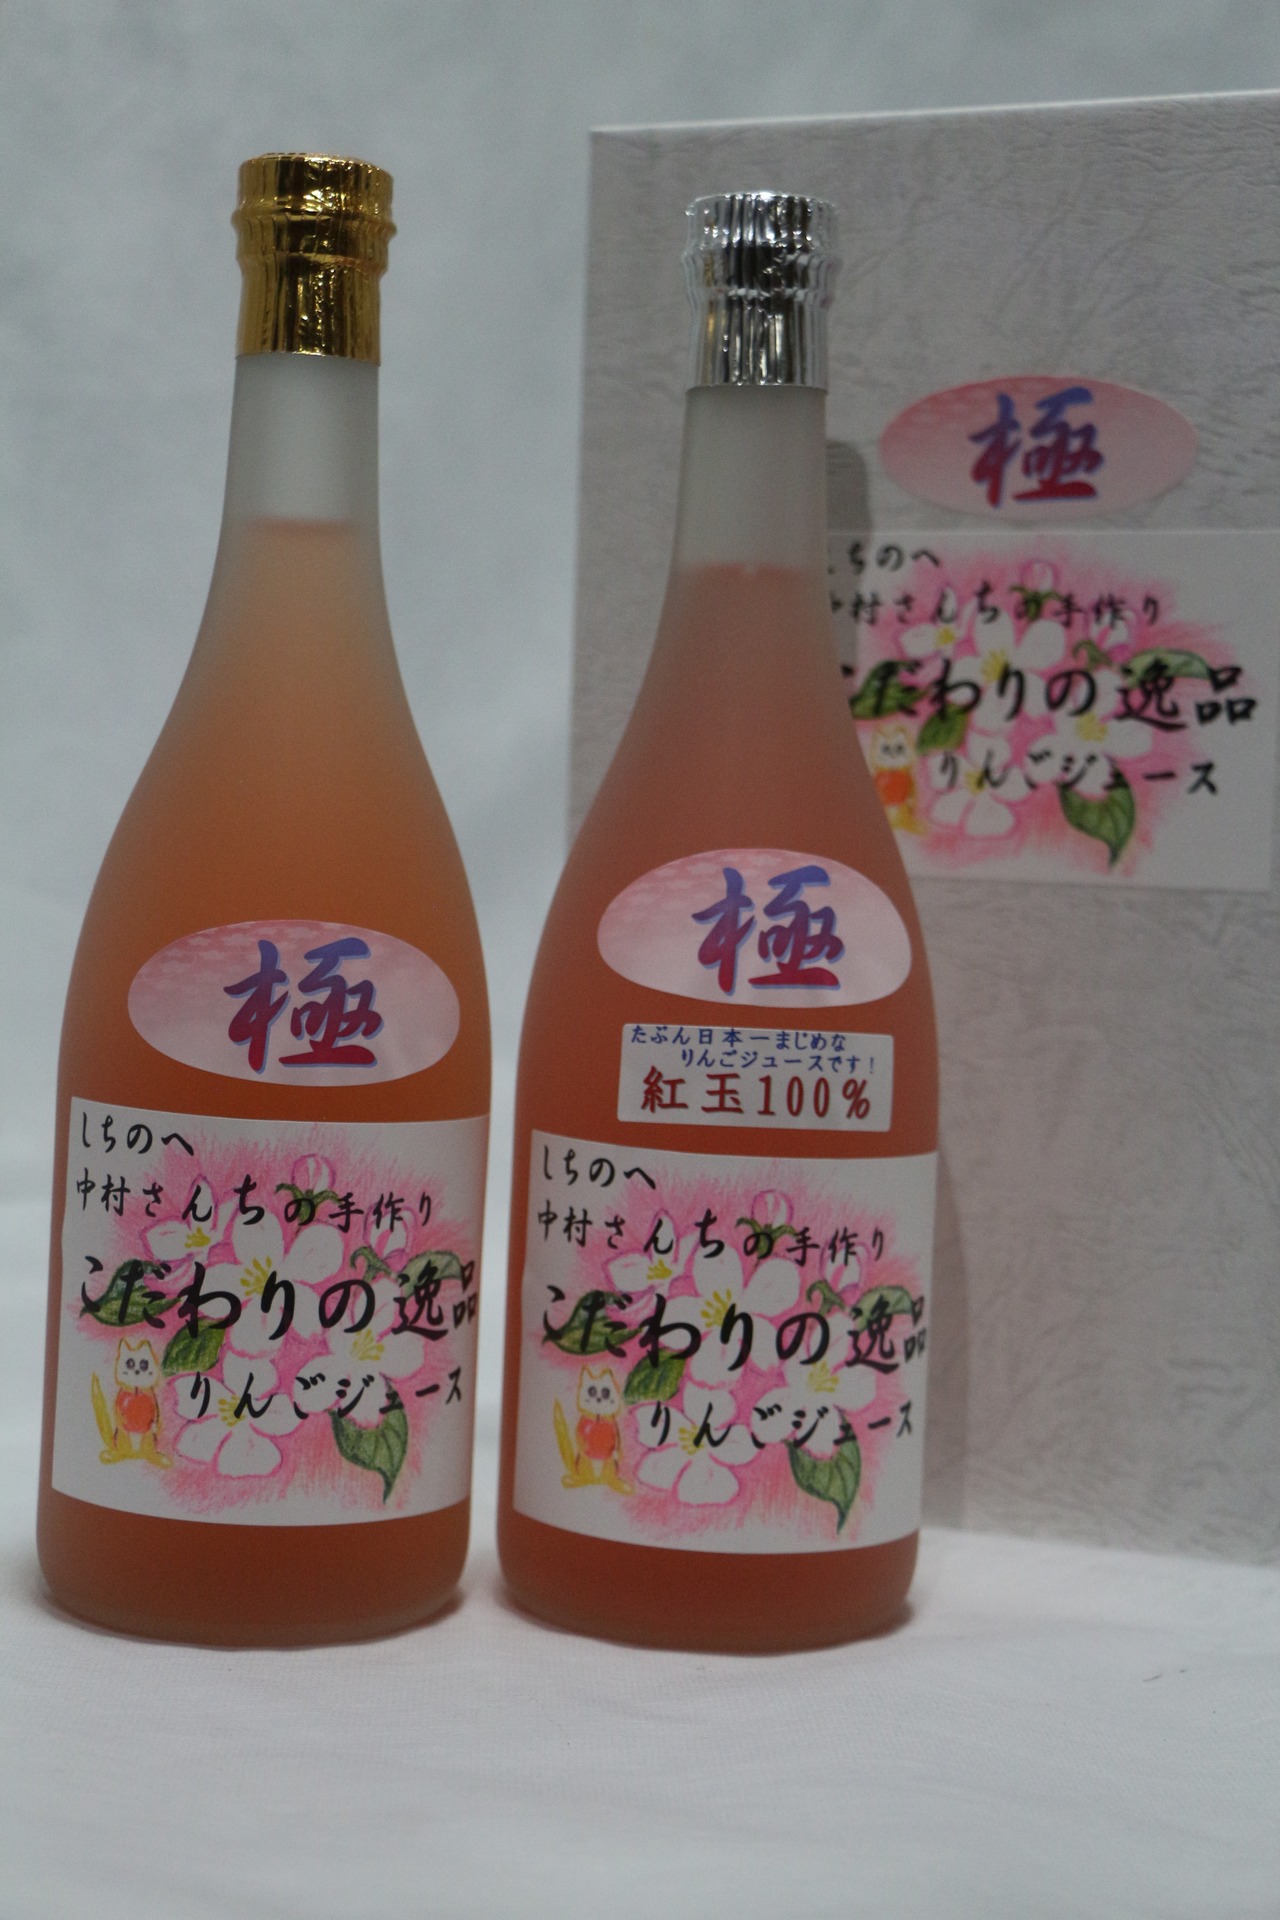 極
しちのへ
中村さんちの手作り
こだわりの逸品
りんごジュース
極
たぶん日本一まじめな
りんごジュースです!
紅玉100%
しちのへ
中村さんちの手作り
こだわりの逸品
りんごジュース
極
しちのへ
中村さんちの手作り
こだわりの逸品
りんごジュース